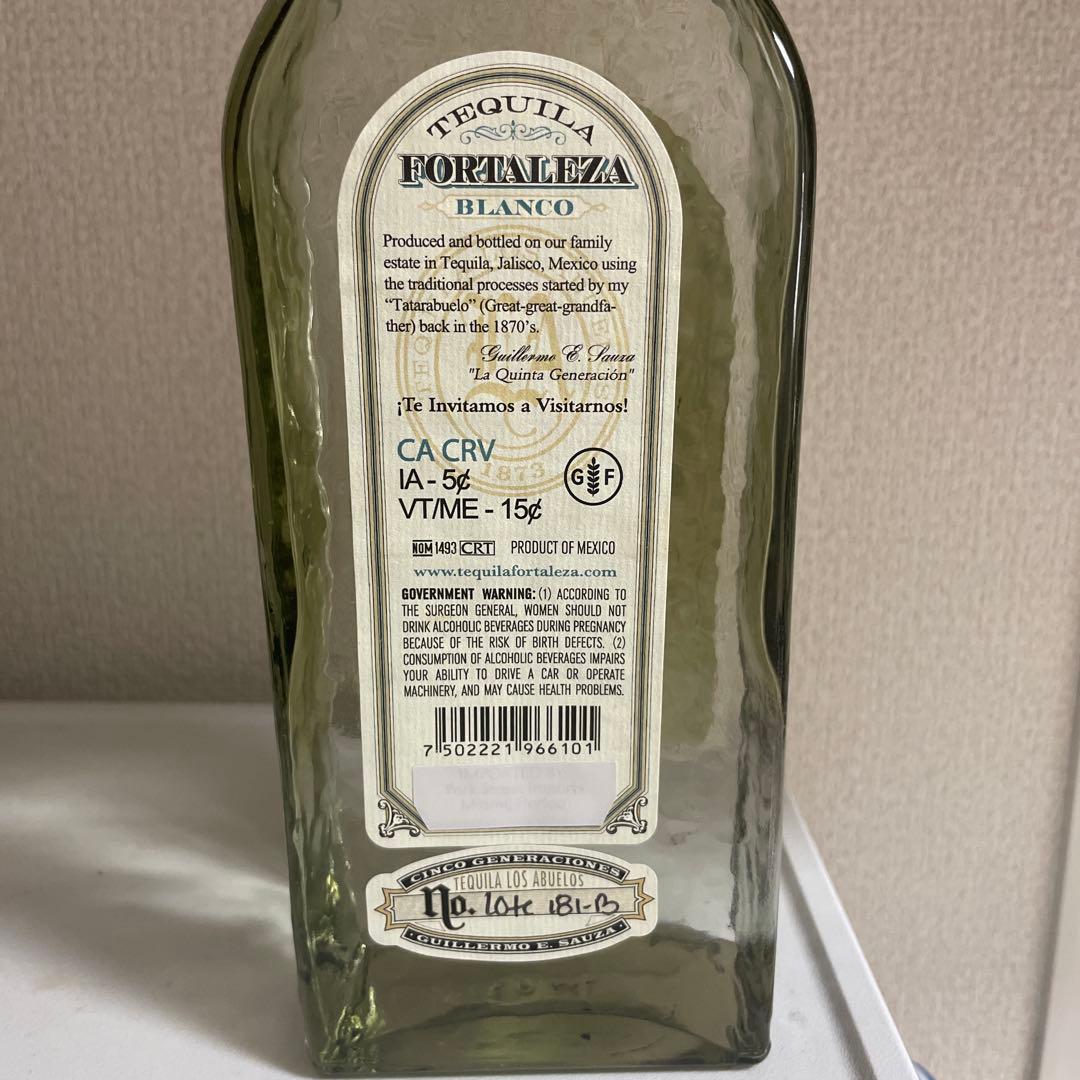 TEQUILA
FORTALEZA
BLANCO
Produced and bottled on our family
estate in Tequila, Jalisco, Mexico using
the traditional processes started by my
“Tatarabuelo” (Great-great-grandfa-
ther) back in the 1870’s.
Guillermo E. Sauza
"La Quinta Generación"
¡Te Invitamos a Visitarnos!
CA CRV
IA - 5¢
VT/ME - 15¢
1873
G F
NOM 1493 CRT PRODUCT OF MEXICO
www.tequilafortaleza.com
GOVERNMENT WARNING: (1) ACCORDING TO
THE SURGEON GENERAL, WOMEN SHOULD NOT
DRINK ALCOHOLIC BEVERAGES DURING PREGNANCY
BECAUSE OF THE RISK OF BIRTH DEFECTS. (2)
CONSUMPTION OF ALCOHOLIC BEVERAGES IMPAIRS
YOUR ABILITY TO DRIVE A CAR OR OPERATE
MACHINERY, AND MAY CAUSE HEALTH PROBLEMS.
7 502221 966101
CINCO GENERACIONES
TEQUILA LOS ABUELOS
No. Lote 181-B
· GUILLERMO E. SAUZA ·